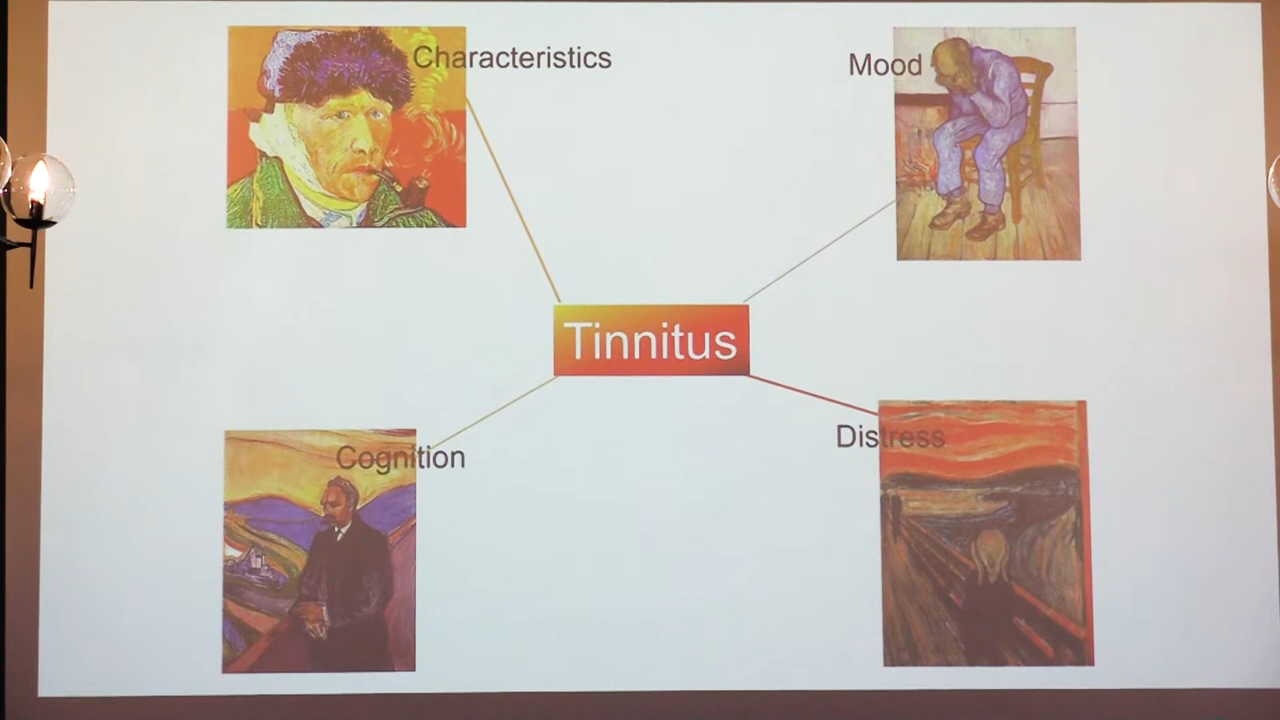 Characteristics
Mood
Tinnitus
Cognition
Distress